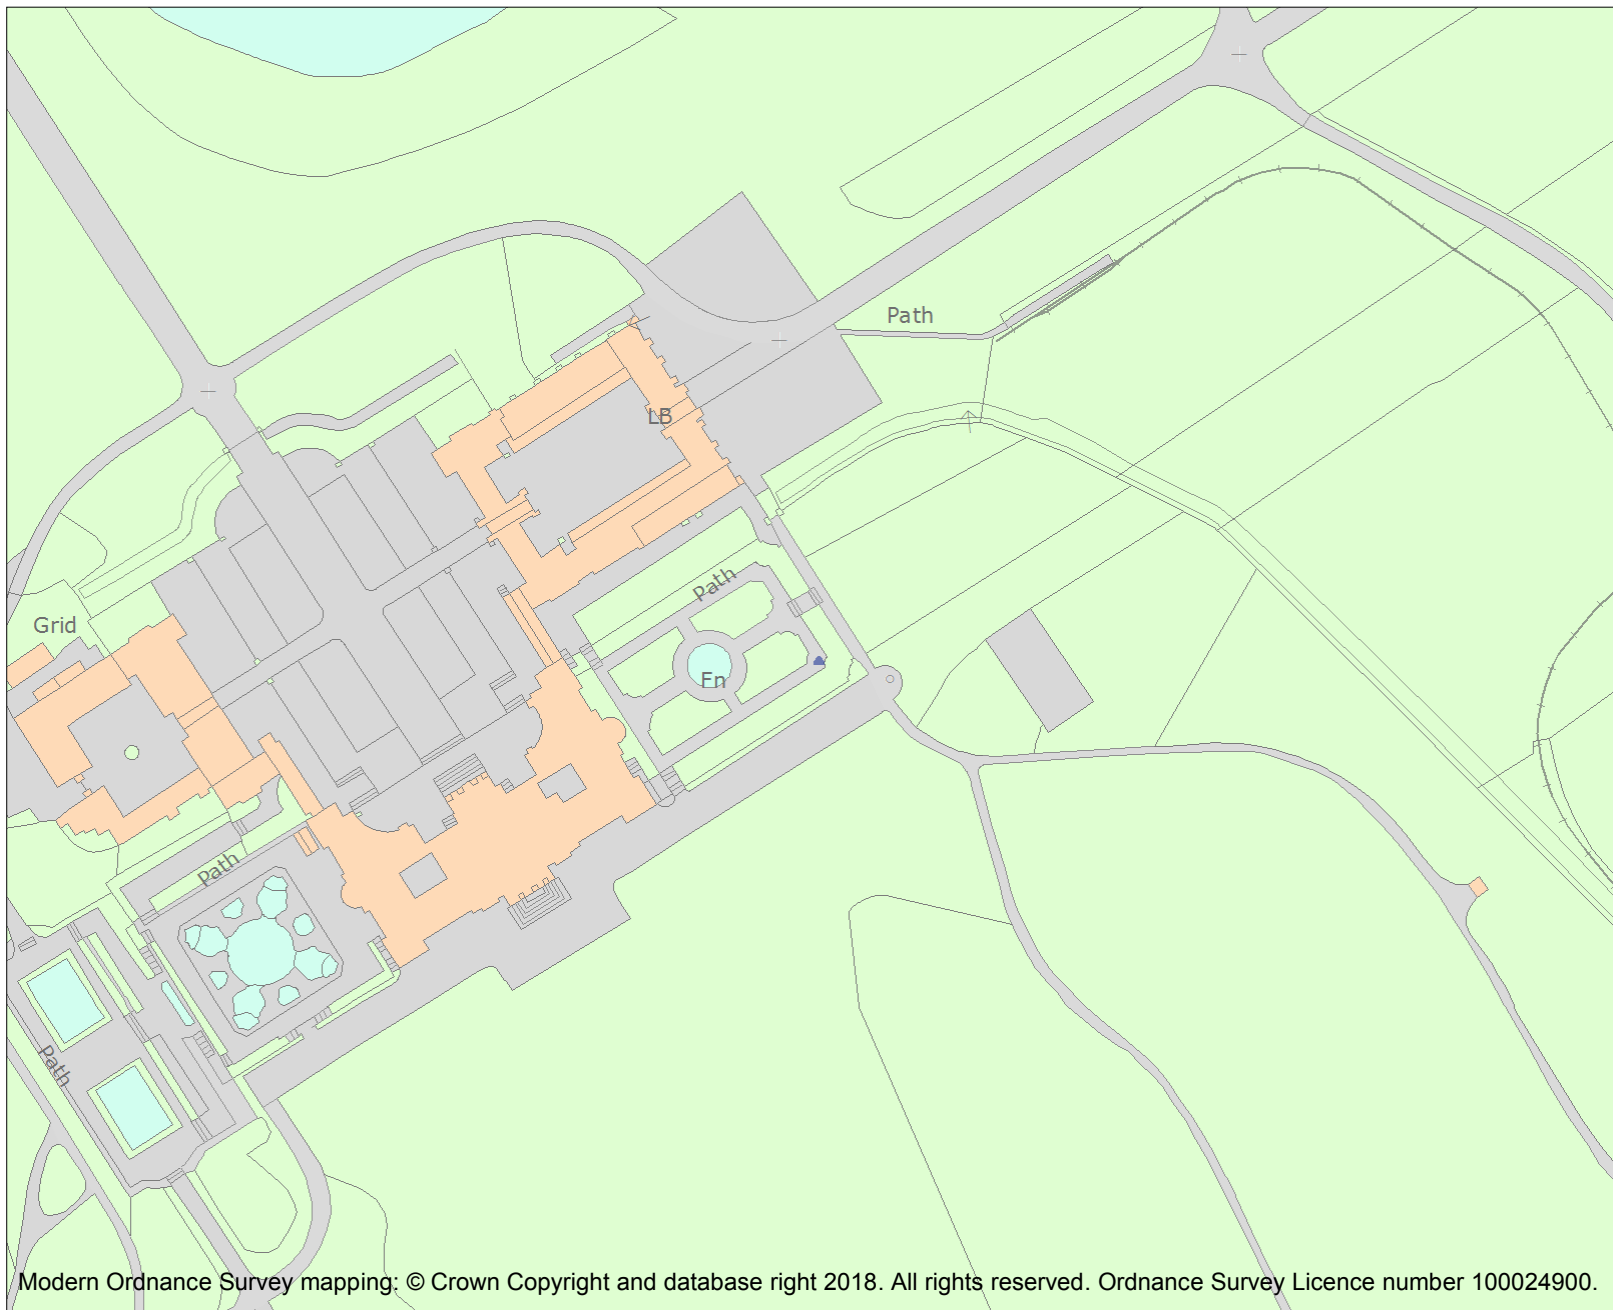 Path
LB
Path
Grid
Fn
Path
Path
Modern Ordnance Survey mapping: © Crown Copyright and database right 2018. All rights reserved. Ordnance Survey Licence number 100024900.